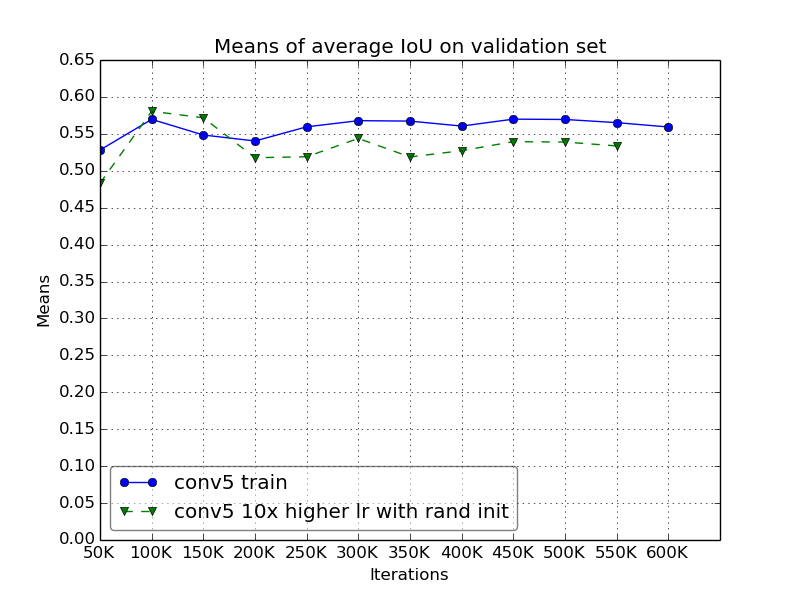 Means of average IoU on validation set
0.65
0.60
0.55
0.50
0.45
0.40
0.35
0.30
0.25
0.20
0.15
0.10
0.05
0.00
Means
conv5 train
conv5 10x higher lr with rand init
50K 100K 150K 200K 250K 300K 350K 400K 450K 500K 550K 600K
Iterations